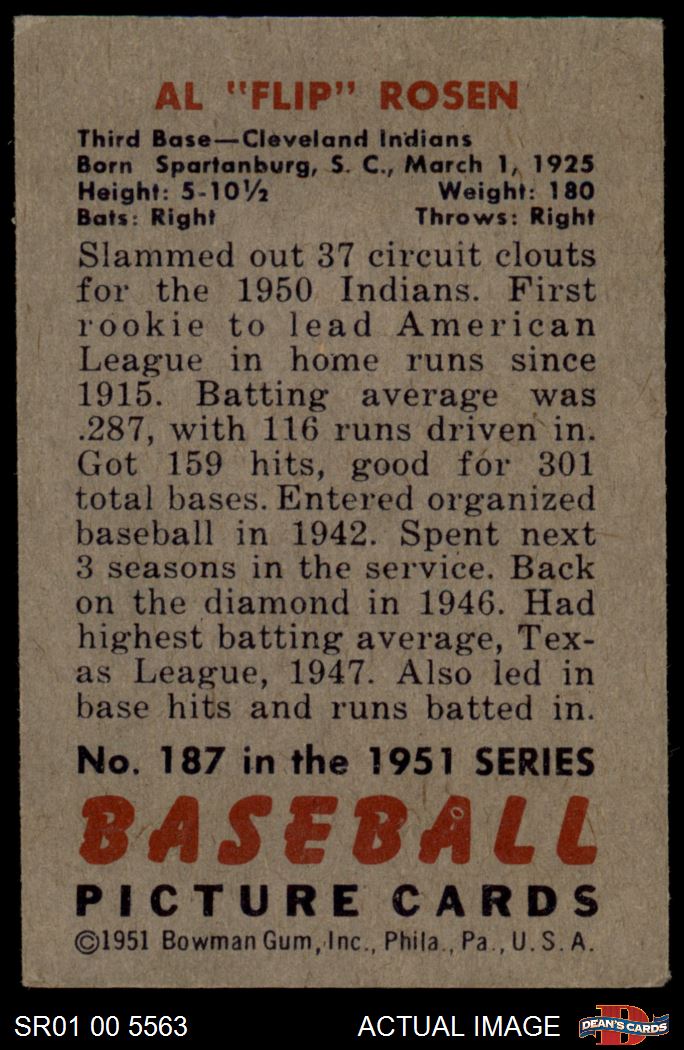 AL "FLIP" ROSEN
Third Base—Cleveland Indians
Born Spartanburg, S. C., March 1, 1925
Height: 5-10½ Weight: 180
Bats: Right Throws: Right
Slammed out 37 circuit clouts
for the 1950 Indians. First
rookie to lead American
League in home runs since
1915. Batting average was
.287, with 116 runs driven in.
Got 159 hits, good for 301
total bases. Entered organized
baseball in 1942. Spent next
3 seasons in the service. Back
on the diamond in 1946. Had
highest batting average, Tex-
as League, 1947. Also led in
base hits and runs batted in.
No. 187 in the 1951 SERIES
BASEBALL
PICTURE CARDS
©1951 Bowman Gum, Inc., Phila., Pa., U. S. A.
SR01 00 5563 ACTUAL IMAGE DEAN'S CARDS